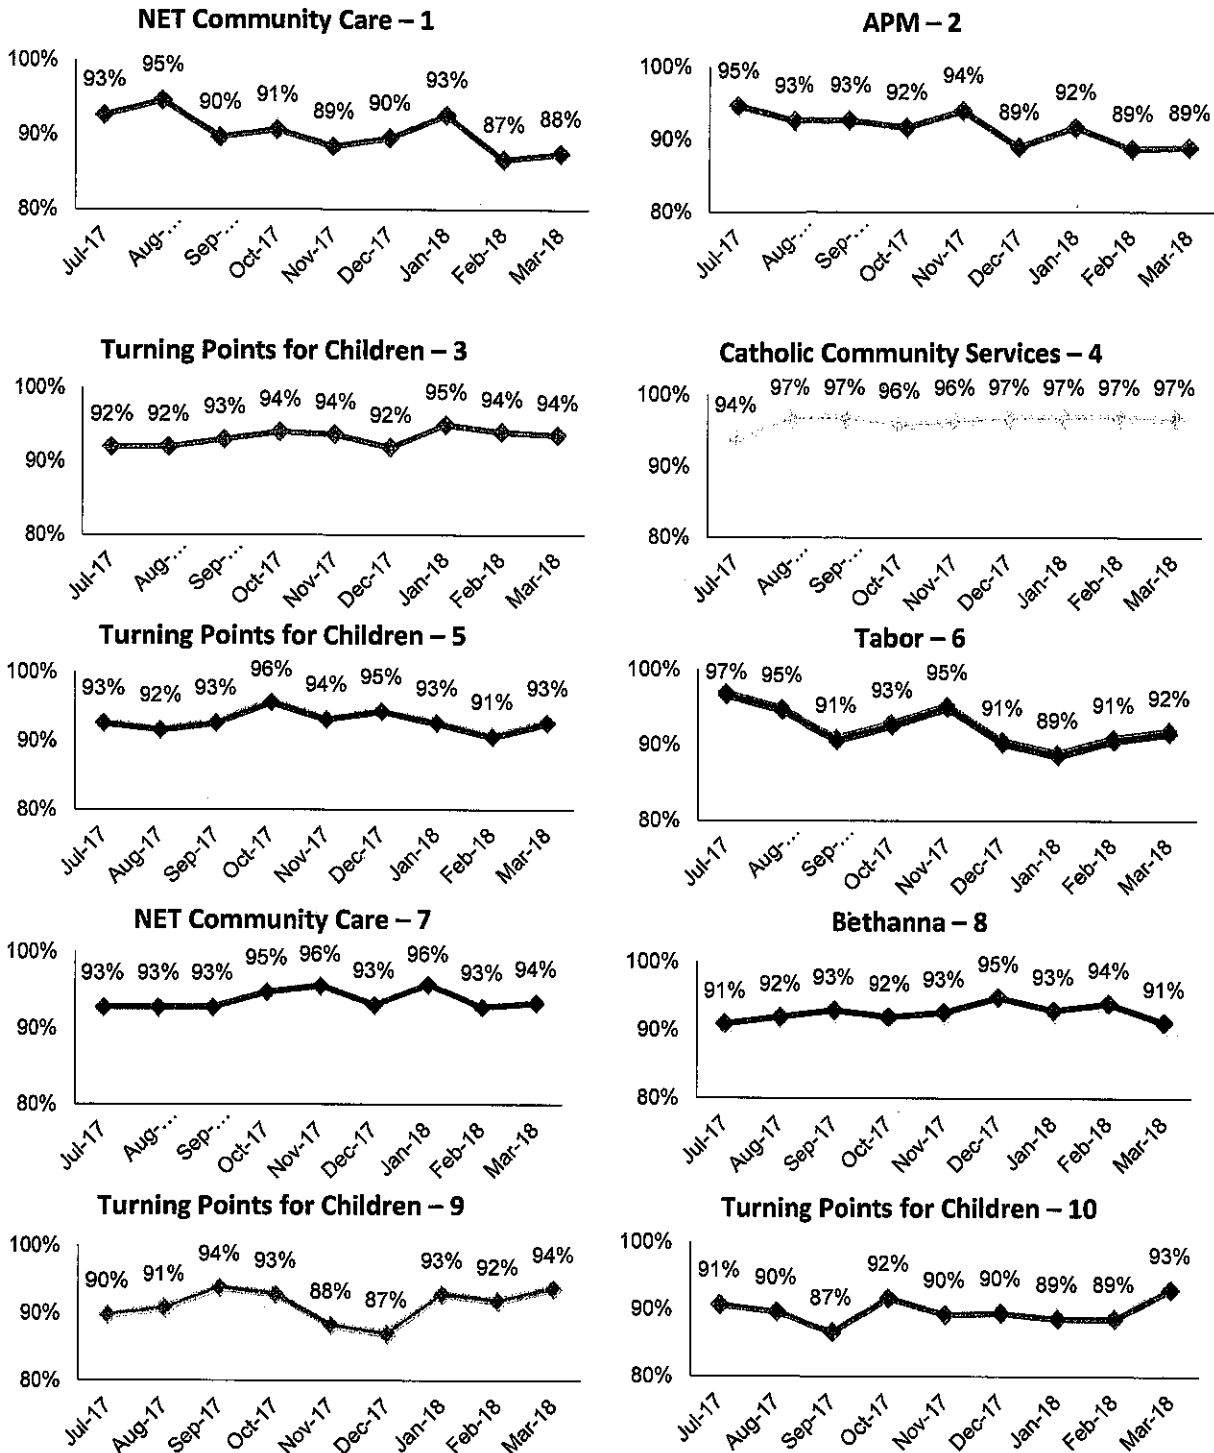 NET Community Care – 1
100%
90%
80%
93% 95% 90% 91% 89% 90% 93% 87% 88%
Jul-17 Aug-... Sep-... Oct-17 Nov-17 Dec-17 Jan-18 Feb-18 Mar-18
APM – 2
100%
90%
80%
95% 93% 93% 92% 94% 89% 92% 89% 89%
Jul-17 Aug-... Sep-... Oct-17 Nov-17 Dec-17 Jan-18 Feb-18 Mar-18
Turning Points for Children – 3
100%
90%
80%
92% 92% 93% 94% 94% 92% 95% 94% 94%
Jul-17 Aug-... Sep-... Oct-17 Nov-17 Dec-17 Jan-18 Feb-18 Mar-18
Catholic Community Services – 4
100%
90%
80%
94% 97% 97% 96% 96% 97% 97% 97% 97%
Jul-17 Aug-... Sep-... Oct-17 Nov-17 Dec-17 Jan-18 Feb-18 Mar-18
Turning Points for Children – 5
100%
90%
80%
93% 92% 93% 96% 94% 95% 93% 91% 93%
Jul-17 Aug-17 Sep-17 Oct-17 Nov-17 Dec-17 Jan-18 Feb-18 Mar-18
Tabor – 6
100%
90%
80%
97% 95% 91% 93% 95% 91% 89% 91% 92%
Jul-17 Aug-... Sep-... Oct-17 Nov-17 Dec-17 Jan-18 Feb-18 Mar-18
NET Community Care – 7
100%
90%
80%
93% 93% 93% 95% 96% 93% 96% 93% 94%
Jul-17 Aug-... Sep-... Oct-17 Nov-17 Dec-17 Jan-18 Feb-18 Mar-18
Bethanna – 8
100%
90%
80%
91% 92% 93% 92% 93% 95% 93% 94% 91%
Jul-17 Aug-17 Sep-17 Oct-17 Nov-17 Dec-17 Jan-18 Feb-18 Mar-18
Turning Points for Children – 9
100%
90%
80%
90% 91% 94% 93% 88% 87% 93% 92% 94%
Jul-17 Aug-17 Sep-17 Oct-17 Nov-17 Dec-17 Jan-18 Feb-18 Mar-18
Turning Points for Children – 10
100%
90%
80%
91% 90% 87% 92% 90% 90% 89% 89% 93%
Jul-17 Aug-17 Sep-17 Oct-17 Nov-17 Dec-17 Jan-18 Feb-18 Mar-18